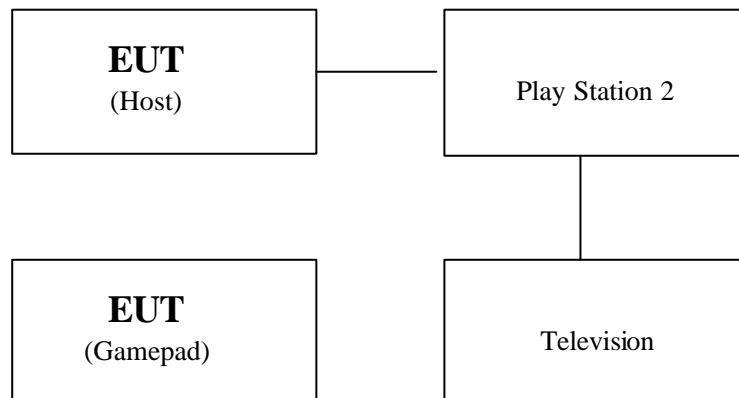 EUT
(Host)
Play Station 2
EUT
(Gamepad)
Television